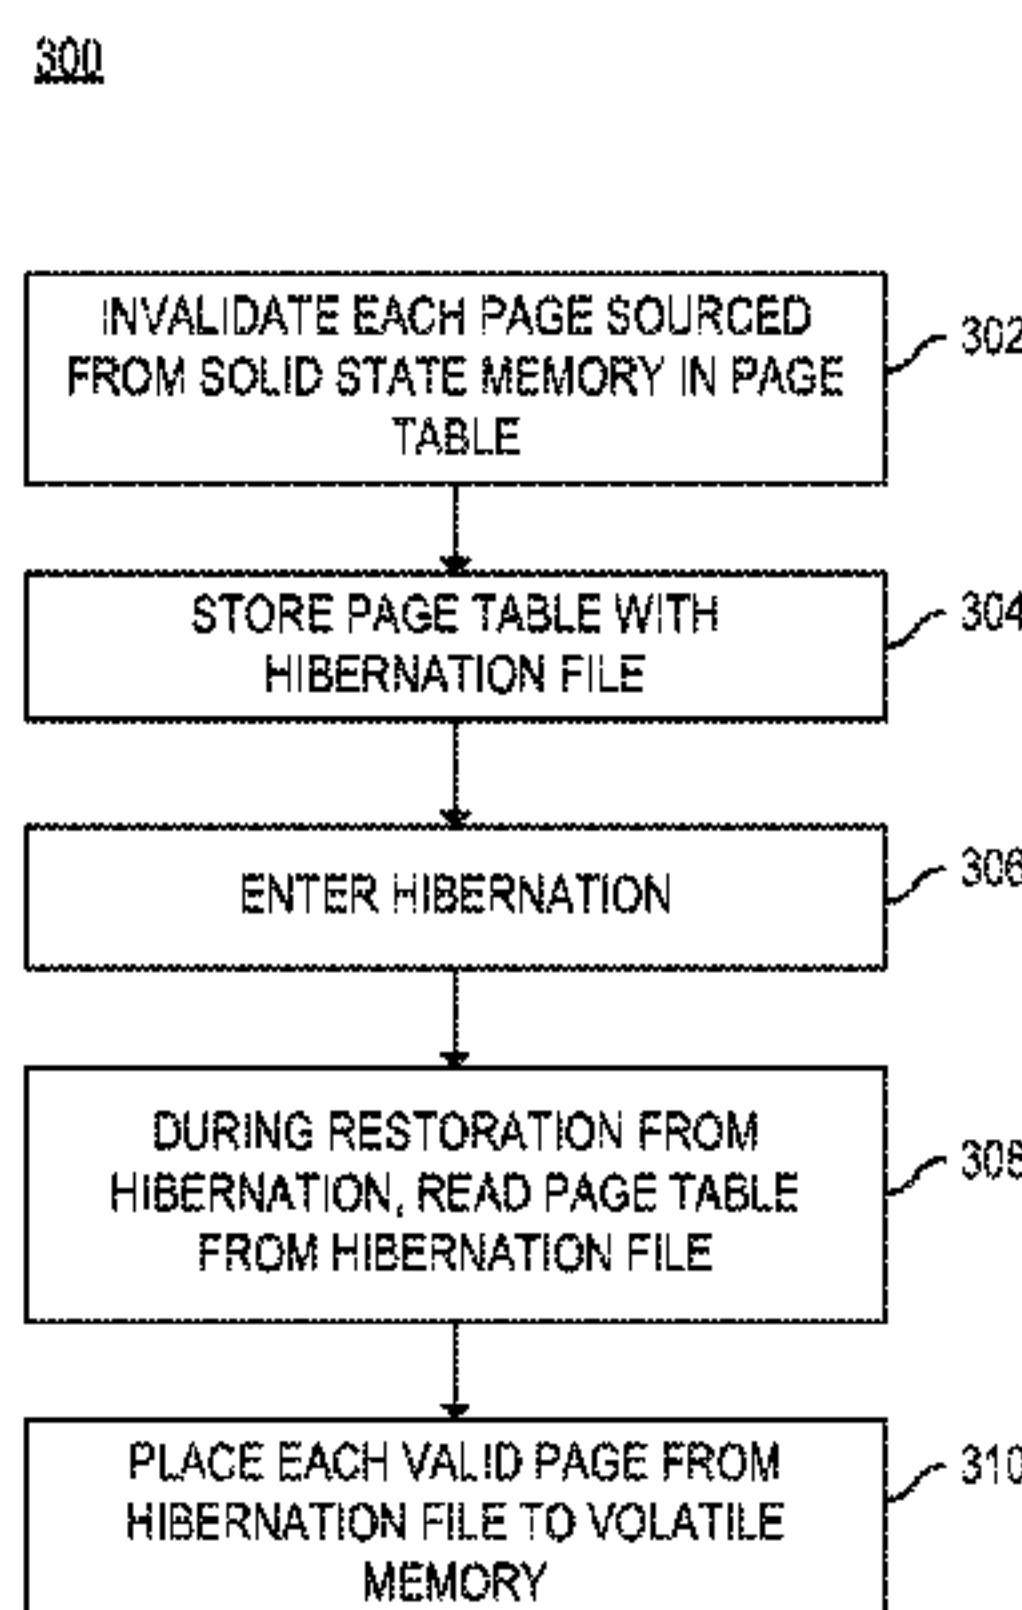 300
INVALIDATE EACH PAGE SOURCED
302
FROM SOLID STATE MEMORY IN PAGE
TABLE
STORE PAGE TABLE WITH
304
HIBERNATION FILE
ENTER HIBERNATION
306
DURING RESTORATION FROM
308
HIBERNATION, READ PAGE TABLE
FROM HIBERNATION FILE
PLACE EACH VALID PAGE FROM
310
HIBERNATION FILE TO VOLATILE
MEMORY